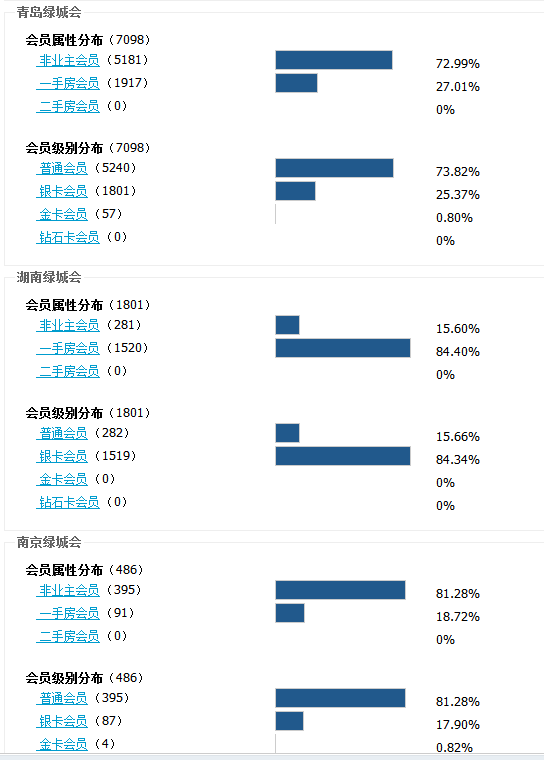 青岛绿城会
会员属性分布（7098）
非业主会员（5181） 72.99%
一手房会员（1917） 27.01%
二手房会员（0） 0%
会员级别分布（7098）
普通会员（5240） 73.82%
银卡会员（1801） 25.37%
金卡会员（57） 0.80%
钻石卡会员（0） 0%
湖南绿城会
会员属性分布（1801）
非业主会员（281） 15.60%
一手房会员（1520） 84.40%
二手房会员（0） 0%
会员级别分布（1801）
普通会员（282） 15.66%
银卡会员（1519） 84.34%
金卡会员（0） 0%
钻石卡会员（0） 0%
南京绿城会
会员属性分布（486）
非业主会员（395） 81.28%
一手房会员（91） 18.72%
二手房会员（0） 0%
会员级别分布（486）
普通会员（395） 81.28%
银卡会员（87） 17.90%
金卡会员（4） 0.82%